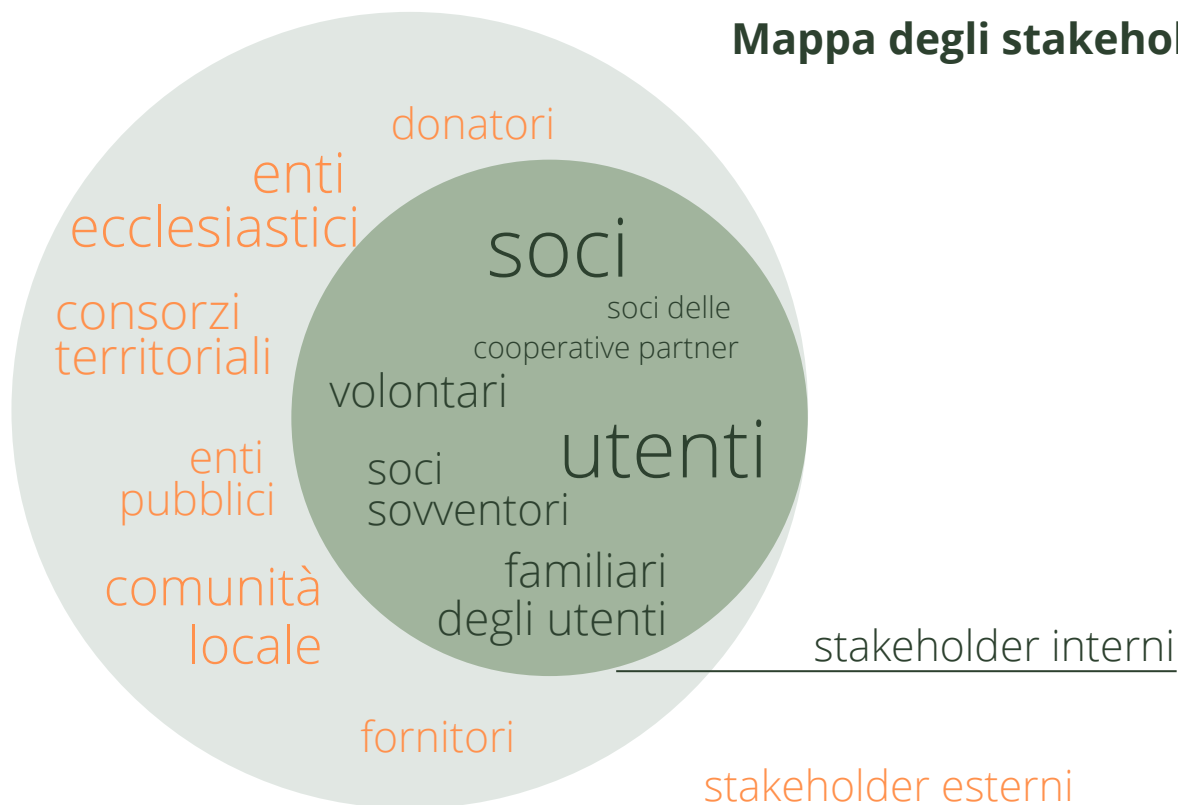 Mappa degli stakehol
donatori
enti
ecclesiastici
consorzi
territoriali
enti
pubblici
comunità
locale
fornitori
soci
soci delle
cooperative partner
volontari
utenti
soci
sovventori
familiari
degli utenti
stakeholder interni
stakeholder esterni